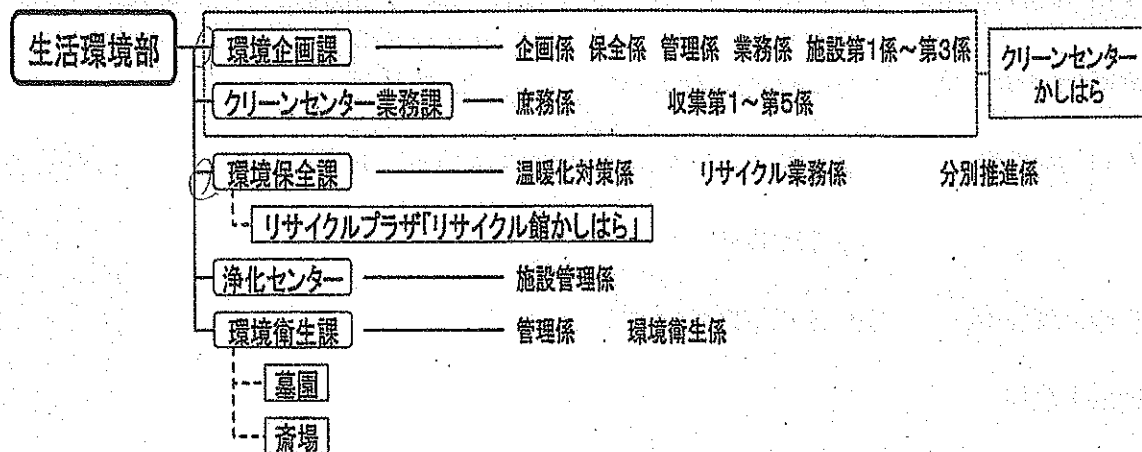 生活環境部
環境企画課 企画係 保全係 管理係 業務係 施設第1係～第3係
クリーンセンター
かしはら
クリーンセンター業務課 庶務係 収集第1～第5係
環境保全課 温暖化対策係 リサイクル業務係 分別推進係
リサイクルプラザ「リサイクル館かしはら」
浄化センター 施設管理係
環境衛生課 管理係 環境衛生係
墓園
斎場